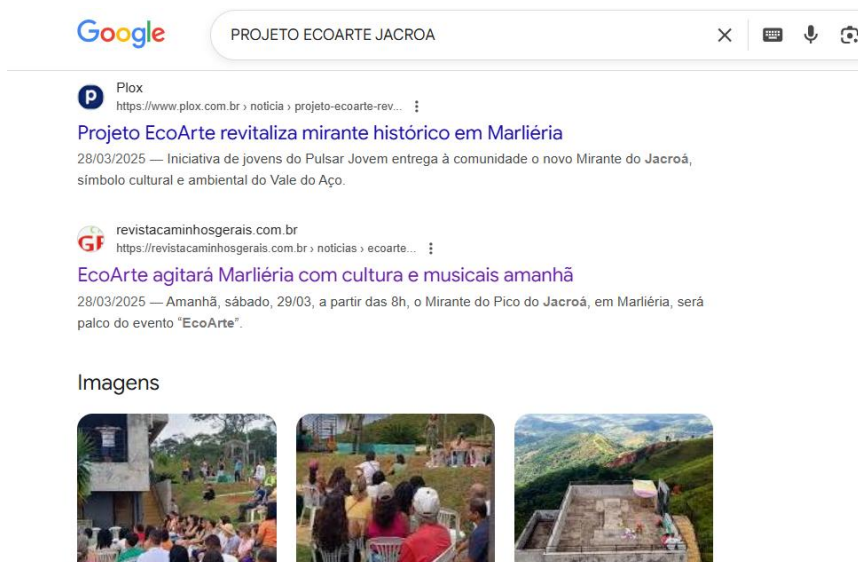 Google
PROJETO ECOARTE JACROA
Plox
https://www.plox.com.br › noticia › projeto-ecoarte-rev...
Projeto EcoArte revitaliza mirante histórico em Marliéria
28/03/2025 — Iniciativa de jovens do Pulsar Jovem entrega à comunidade o novo Mirante do Jacroá,
símbolo cultural e ambiental do Vale do Aço.
revistacaminhosgerais.com.br
https://revistacaminhosgerais.com.br › noticias › ecoarte...
EcoArte agitará Marliéria com cultura e musicais amanhã
28/03/2025 — Amanhã, sábado, 29/03, a partir das 8h, o Mirante do Pico do Jacroá, em Marliéria, será
palco do evento “EcoArte”.
Imagens